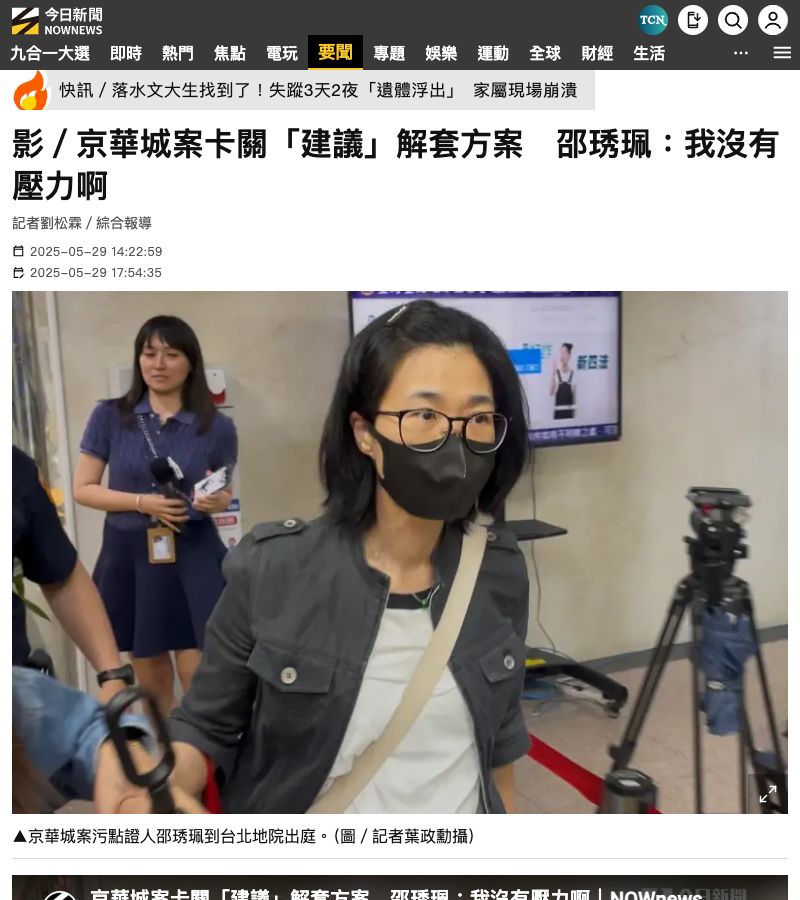 今日新聞
NOWNEWS
TCN
九合一大選 即時 熱門 焦點 電玩 要聞 專題 娛樂 運動 全球 財經 生活 ...
快訊 / 落水文大生找到了！失蹤3天2夜「遺體浮出」 家屬現場崩潰
影／京華城案卡關「建議」解套方案　邵琇珮：我沒有
壓力啊
記者劉松霖 / 綜合報導
2025-05-29 14:22:59
2025-05-29 17:54:35
新四法
▲京華城案污點證人邵琇珮到台北地院出庭。(圖 / 記者葉政勳攝)
京華城案卡關「建議」解套方案　邵琇珮：我沒有壓力啊 | NOWnews